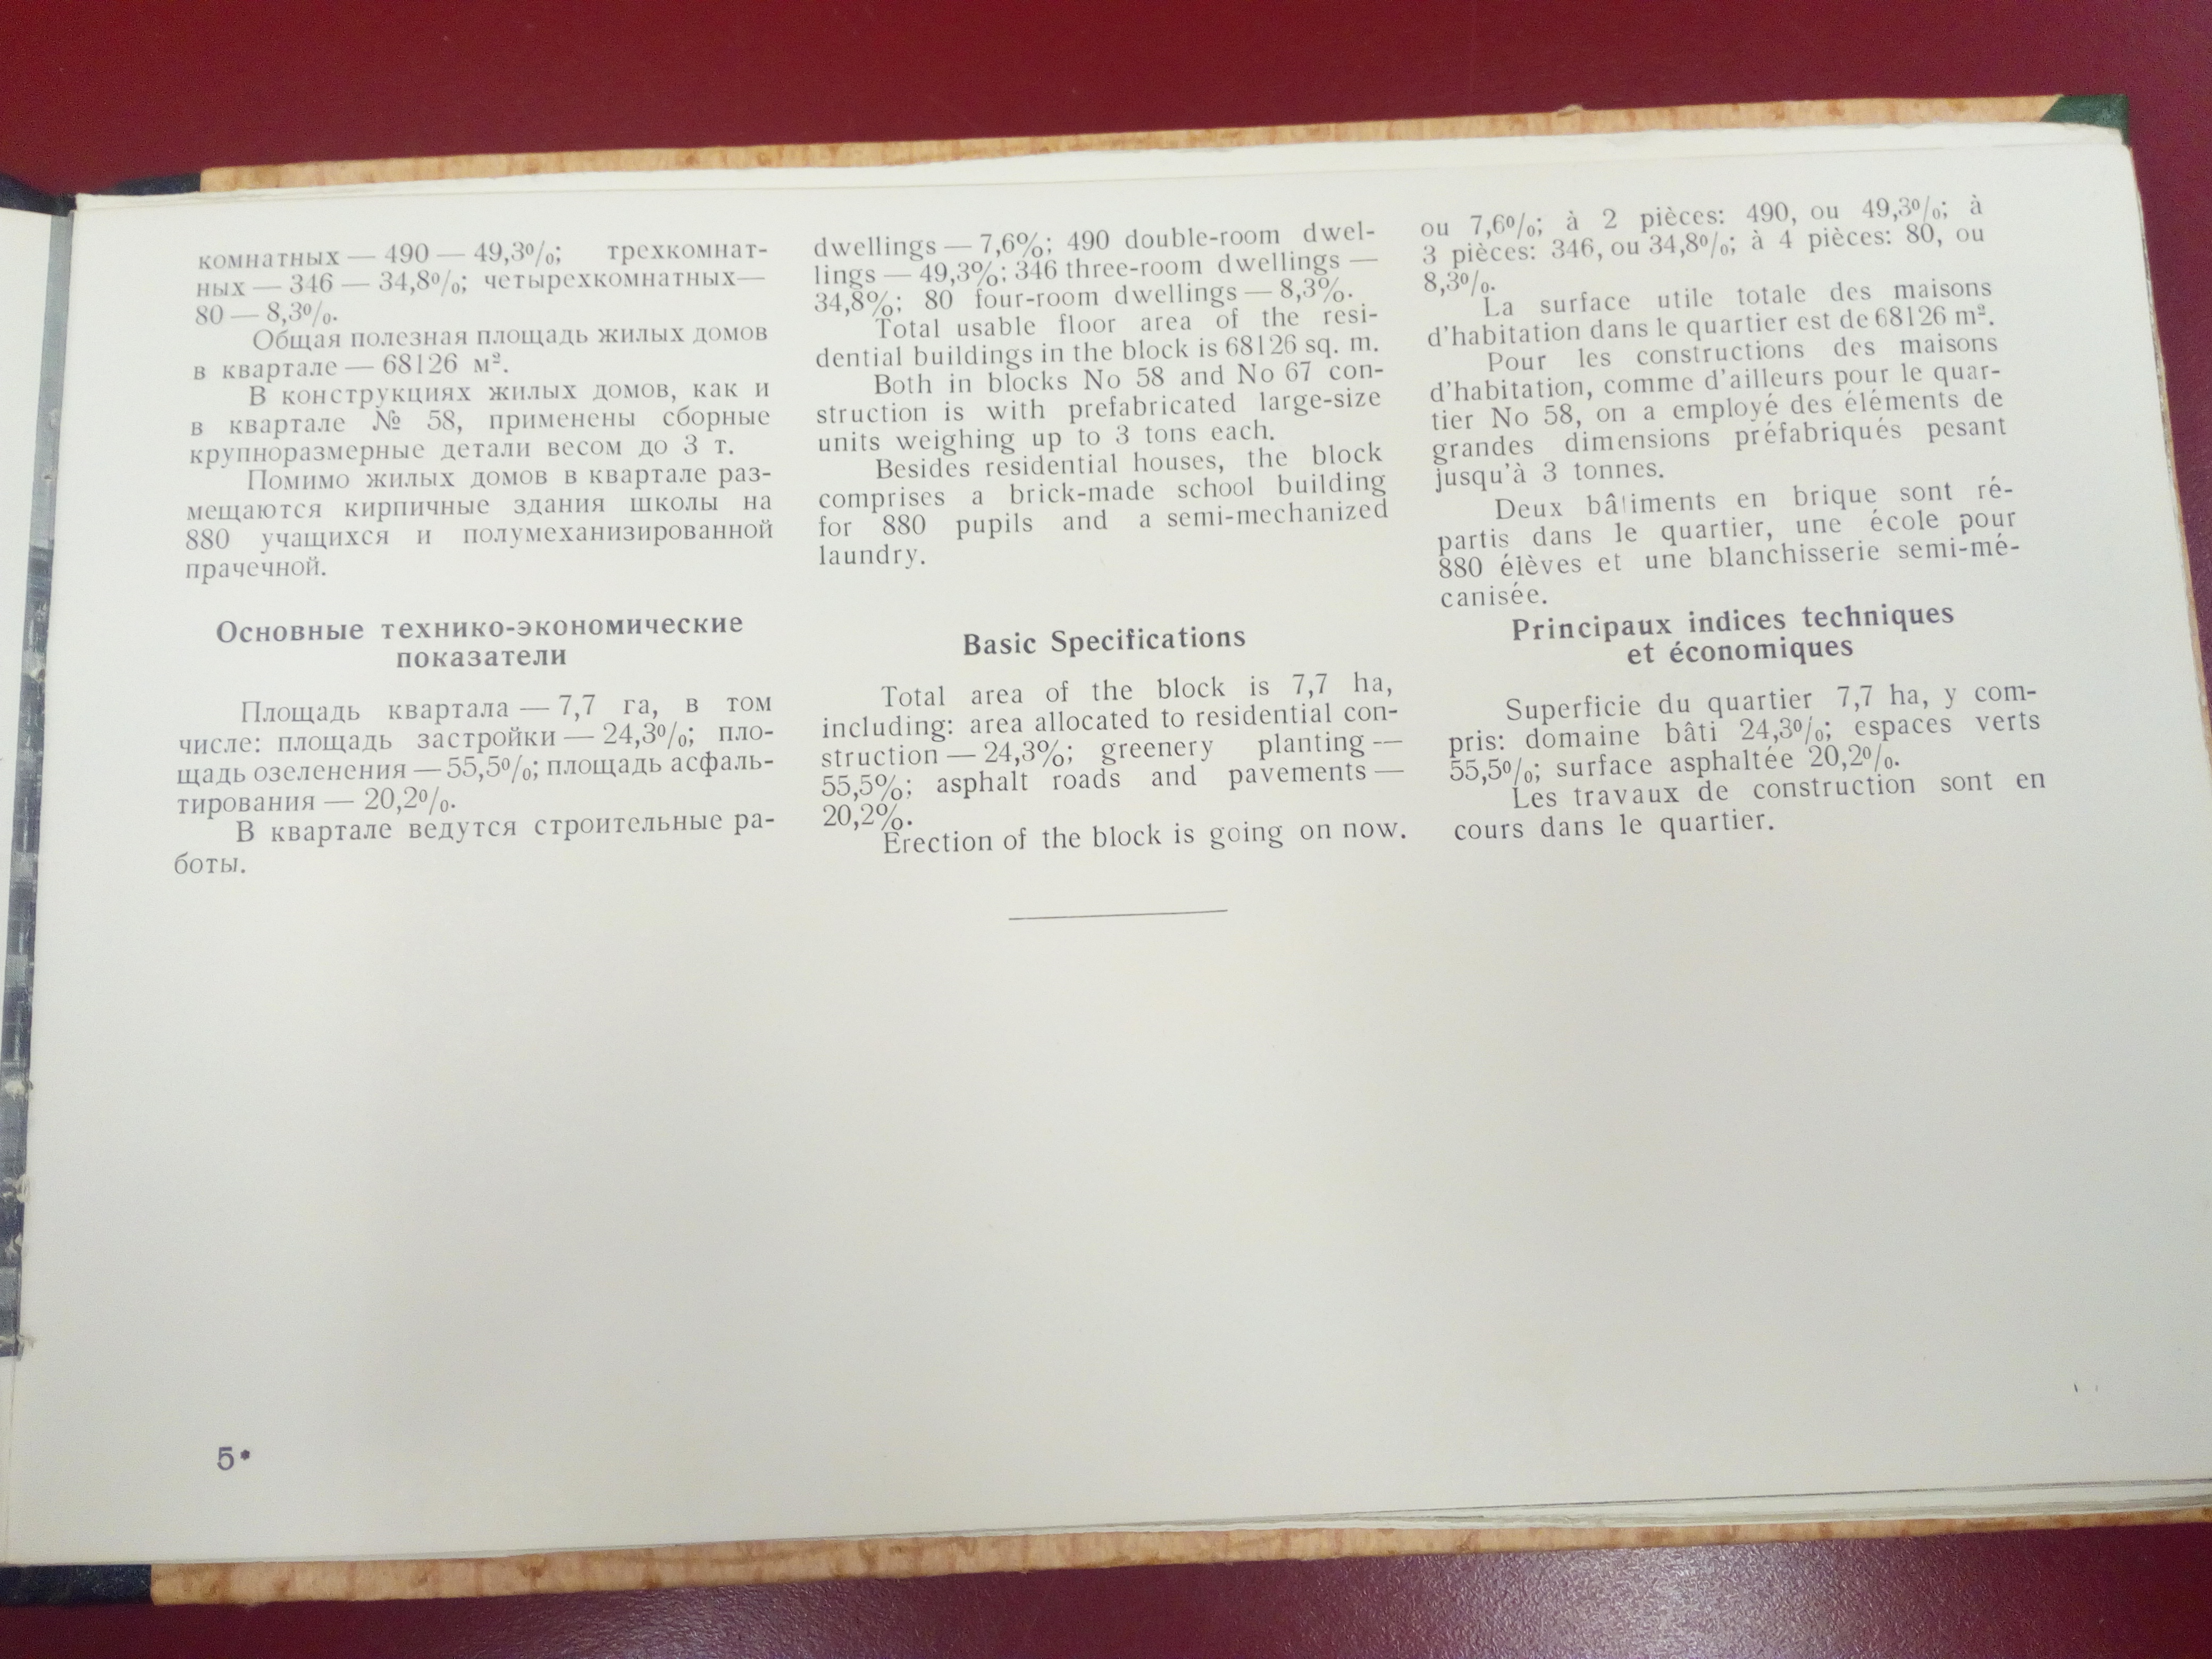 комнатных — 490 — 49,3%; трехкомнат-
ных — 346 — 34,8%; четырехкомнатных—
80 — 8,3%.
Общая полезная площадь жилых домов
в квартале — 68126 м².
В конструкциях жилых домов, как и
в квартале № 58, применены сборные
крупноразмерные детали весом до 3 т.
Помимо жилых домов в квартале раз-
мещаются кирпичные здания школы на
880 учащихся и полумеханизированной
прачечной.
Основные технико-экономические
показатели
Площадь квартала — 7,7 га, в том
числе: площадь застройки — 24,3%; пло-
щадь озеленения — 55,5%; площадь асфаль-
тирования — 20,2%.
В квартале ведутся строительные ра-
боты.
dwellings — 7,6%; 490 double-room dwel-
lings — 49,3%; 346 three-room dwellings —
34,8%; 80 four-room dwellings — 8,3%.
Total usable floor area of the resi-
dential buildings in the block is 68126 sq. m.
Both in blocks No 58 and No 67 con-
struction is with prefabricated large-size
units weighing up to 3 tons each.
Besides residential houses, the block
comprises a brick-made school building
for 880 pupils and a semi-mechanized
laundry.
Basic Specifications
Total area of the block is 7,7 ha,
including: area allocated to residential con-
struction — 24,3%; greenery planting —
55,5%; asphalt roads and pavements —
20,2%.
Erection of the block is going on now.
ou 7,6%; à 2 pièces: 490, ou 49,3%; à
3 pièces: 346, ou 34,8%; à 4 pièces: 80, ou
8,3%.
La surface utile totale des maisons
d'habitation dans le quartier est de 68126 m².
Pour les constructions des maisons
d'habitation, comme d'ailleurs pour le quar-
tier No 58, on a employé des éléments de
grandes dimensions préfabriqués pesant
jusqu'à 3 tonnes.
Deux bâtiments en brique sont ré-
partis dans le quartier, une école pour
880 élèves et une blanchisserie semi-mé-
canisée.
Principaux indices techniques
et économiques
Superficie du quartier 7,7 ha, y com-
pris: domaine bâti 24,3%; espaces verts
55,5%; surface asphaltée 20,2%.
Les travaux de construction sont en
cours dans le quartier.
5*